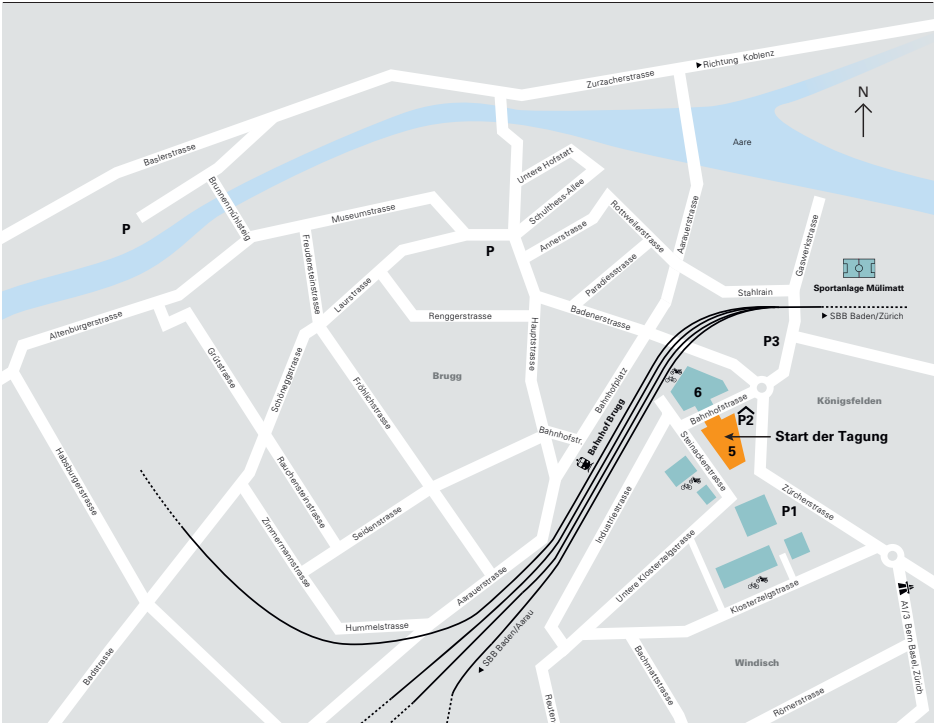 Richtung Koblenz
Zurzacherstrasse
N
Aare
Baslerstrasse
Untere Hofstatt
Brunnenmühlsteig
Schulthess-Allee
Museumstrasse
Rottweilerstrasse
Aarauerstrasse
Gaswerkstrasse
P
Freudensteinstrasse
P
Annerstrasse
Paradiesstrasse
Laurstrasse
Stahlrain
Sportanlage Mülimatt
SBB Baden/Zürich
Altenburgerstrasse
Renggerstrasse
Hauptstrasse
Badenerstrasse
P3
Grütstrasse
Schöneggstrasse
Fröhlichstrasse
Brugg
Bahnhofplatz
6
Königsfelden
Bahnhofstrasse
P2
Bahnhofstr.
Bahnhof Brugg
Start der Tagung
5
Steinackerstrasse
Habsburgerstrasse
Rauchensteinstrasse
Zürcherstrasse
Seidenstrasse
Industriestrasse
P1
Zimmermannstrasse
Untere Klosterzelgstrasse
Aarauerstrasse
Klosterzelgstrasse
Hummelstrasse
SBB Baden/Aarau
A1/3 Bern Basel, Zürich
Badstrasse
Bachmattstrasse
Windisch
Reuten
Römerstrasse